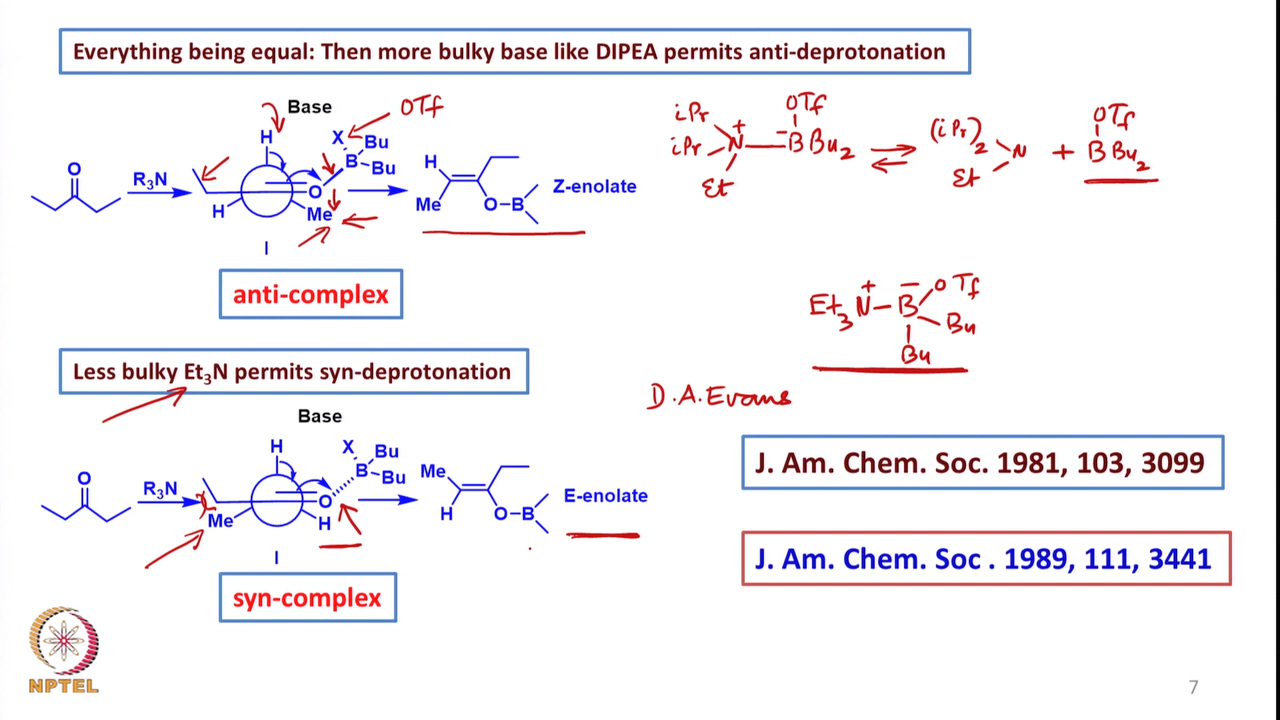 Everything being equal: Then more bulky base like DIPEA permits anti-deprotonation
O
R3N
Base
H
X
Bu
B
Bu
O
H
Me
I
OTf
H
Me
O–B
Z-enolate
anti-complex
iPr
iPr
N
+
Et
OTf
–
BBu2
(iPr)2
Et
N
+
OTf
BBu2
Et3N
+
–
B
OTf
Bu
Bu
Less bulky Et3N permits syn-deprotonation
D.A.Evans
O
R3N
Base
H
X
Bu
B
Bu
O
Me
H
I
Me
H
O–B
E-enolate
syn-complex
J. Am. Chem. Soc. 1981, 103, 3099
J. Am. Chem. Soc . 1989, 111, 3441
NPTEL
7